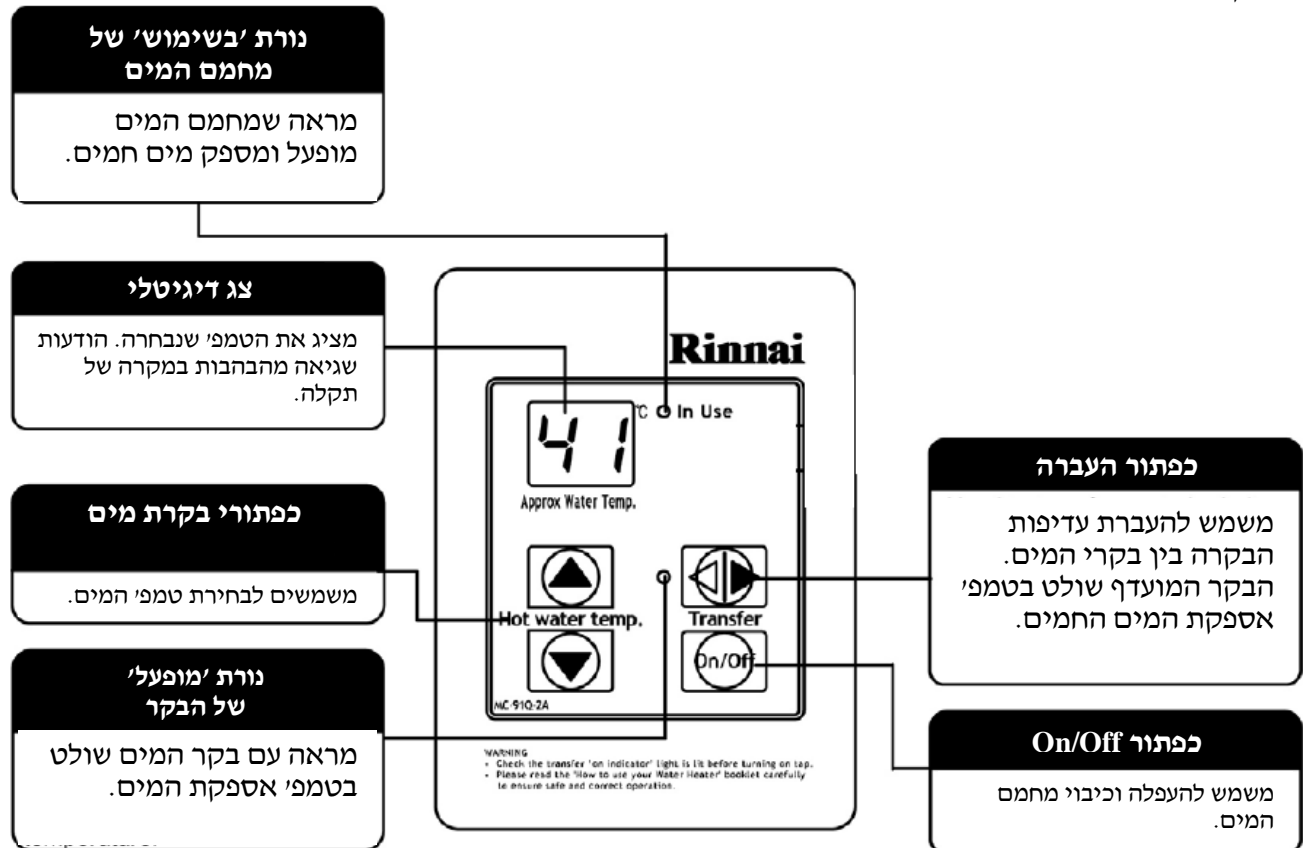 נורת 'בשימוש' של
מחמם המים
מראה שמחמם המים
מופעל ומספק מים חמים.
צג דיגיטלי
מציג את הטמפ' שנבחרה. הודעות
שגיאה מהבהבות במקרה של
תקלה.
כפתורי בקרת מים
משמשים לבחירת טמפ' המים.
נורת 'מופעל'
של הבקר
מראה עם בקר המים שולט
בטמפ' אספקת המים.
Rinnai
41
°C In Use
Approx Water Temp.
Hot water temp.
Transfer
On/Off
MC-91Q-2A
WARNING
- Check the transfer 'on indicator' light is lit before turning on tap.
- Please read the 'How to use your Water Heater' booklet carefully
to ensure safe and correct operation.
כפתור העברה
משמש להעברת עדיפות
הבקרה בין בקרי המים.
הבקר המועדף שולט בטמפ'
אספקת המים החמים.
כפתור On/Off
משמש להעפלה וכיבוי מחמם
המים.